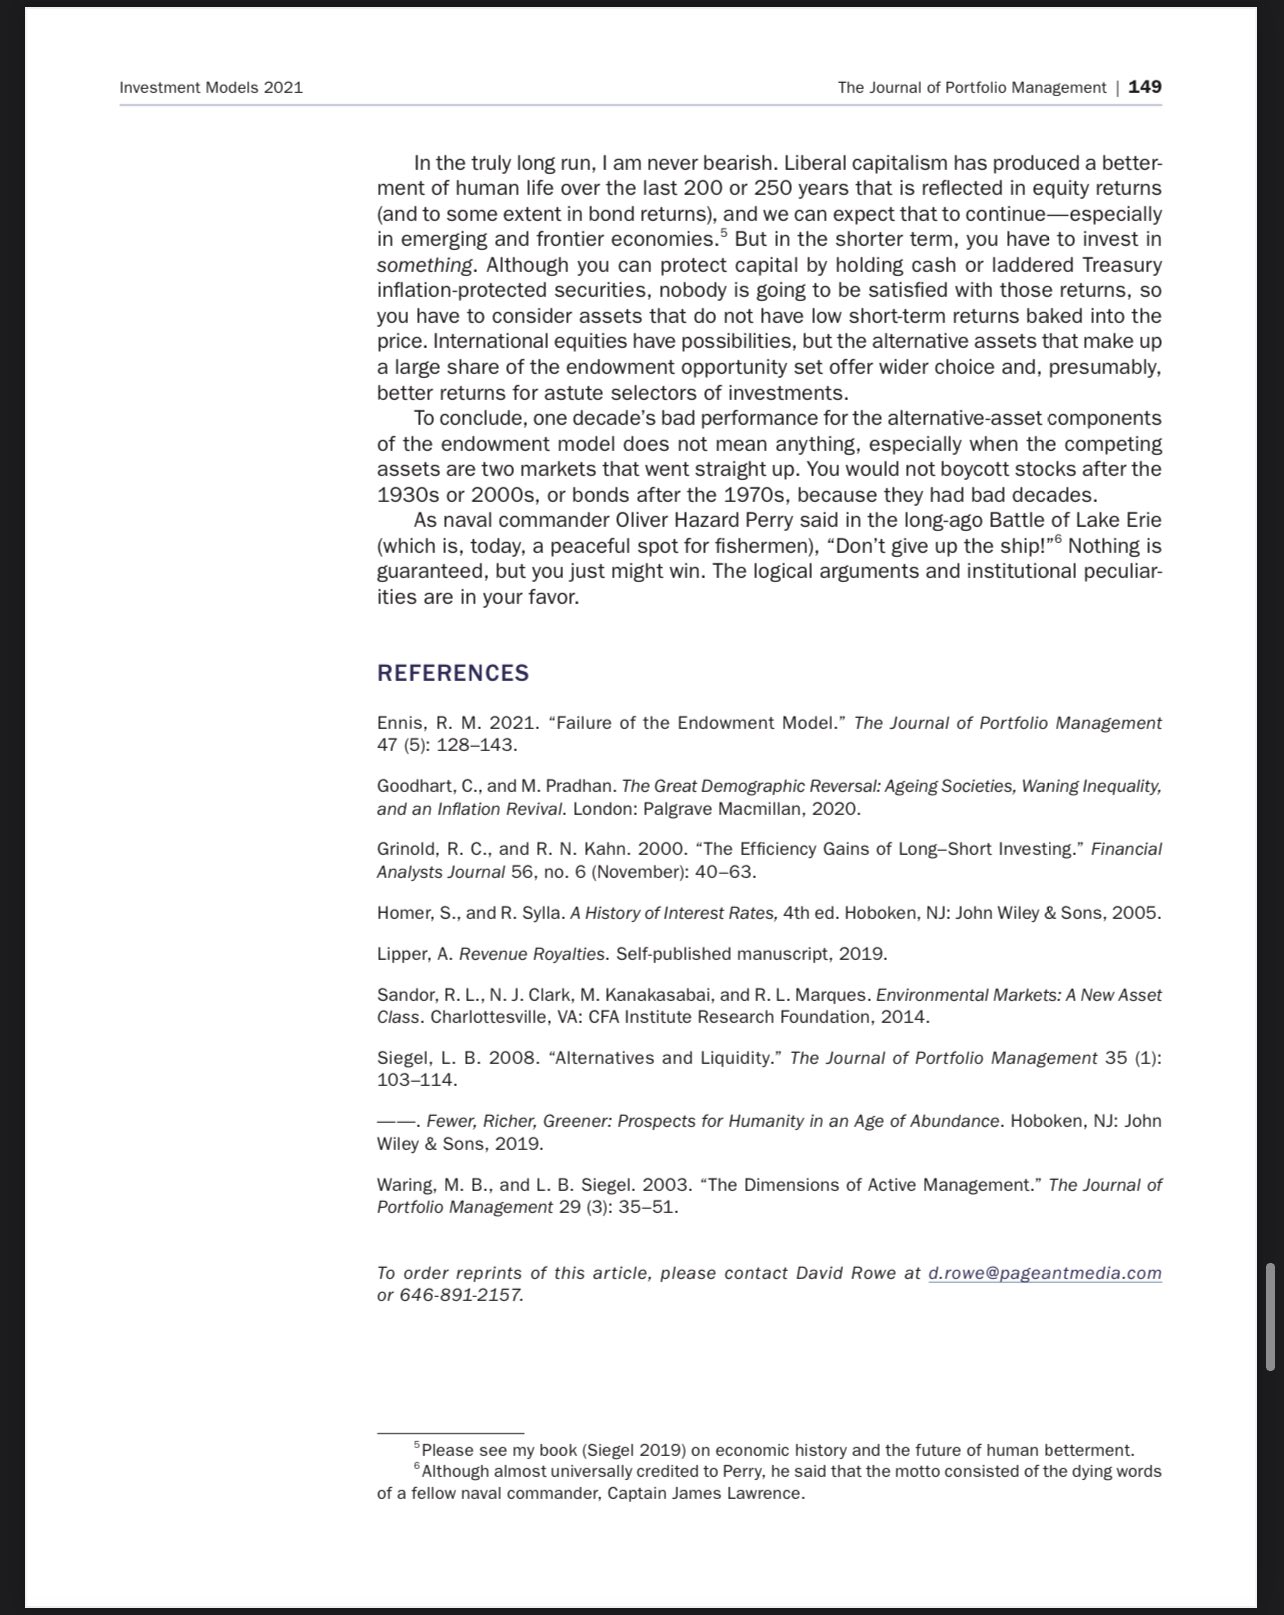 Investment Models 2021
The Journal of Portfolio Management | 149
In the truly long run, I am never bearish. Liberal capitalism has produced a better-
ment of human life over the last 200 or 250 years that is reflected in equity returns
(and to some extent in bond returns), and we can expect that to continue—especially
in emerging and frontier economies.5 But in the shorter term, you have to invest in
something. Although you can protect capital by holding cash or laddered Treasury
inflation-protected securities, nobody is going to be satisfied with those returns, so
you have to consider assets that do not have low short-term returns baked into the
price. International equities have possibilities, but the alternative assets that make up
a large share of the endowment opportunity set offer wider choice and, presumably,
better returns for astute selectors of investments.
To conclude, one decade’s bad performance for the alternative-asset components
of the endowment model does not mean anything, especially when the competing
assets are two markets that went straight up. You would not boycott stocks after the
1930s or 2000s, or bonds after the 1970s, because they had bad decades.
As naval commander Oliver Hazard Perry said in the long-ago Battle of Lake Erie
(which is, today, a peaceful spot for fishermen), “Don’t give up the ship!”6 Nothing is
guaranteed, but you just might win. The logical arguments and institutional peculiar-
ities are in your favor.
REFERENCES
Ennis, R. M. 2021. “Failure of the Endowment Model.” The Journal of Portfolio Management
47 (5): 128–143.
Goodhart, C., and M. Pradhan. The Great Demographic Reversal: Ageing Societies, Waning Inequality,
and an Inflation Revival. London: Palgrave Macmillan, 2020.
Grinold, R. C., and R. N. Kahn. 2000. “The Efficiency Gains of Long–Short Investing.” Financial
Analysts Journal 56, no. 6 (November): 40–63.
Homer, S., and R. Sylla. A History of Interest Rates, 4th ed. Hoboken, NJ: John Wiley & Sons, 2005.
Lipper, A. Revenue Royalties. Self-published manuscript, 2019.
Sandor, R. L., N. J. Clark, M. Kanakasabai, and R. L. Marques. Environmental Markets: A New Asset
Class. Charlottesville, VA: CFA Institute Research Foundation, 2014.
Siegel, L. B. 2008. “Alternatives and Liquidity.” The Journal of Portfolio Management 35 (1):
103–114.
——. Fewer, Richer, Greener: Prospects for Humanity in an Age of Abundance. Hoboken, NJ: John
Wiley & Sons, 2019.
Waring, M. B., and L. B. Siegel. 2003. “The Dimensions of Active Management.” The Journal of
Portfolio Management 29 (3): 35–51.
To order reprints of this article, please contact David Rowe at d.rowe@pageantmedia.com
or 646-891-2157.
5Please see my book (Siegel 2019) on economic history and the future of human betterment.
6Although almost universally credited to Perry, he said that the motto consisted of the dying words
of a fellow naval commander, Captain James Lawrence.